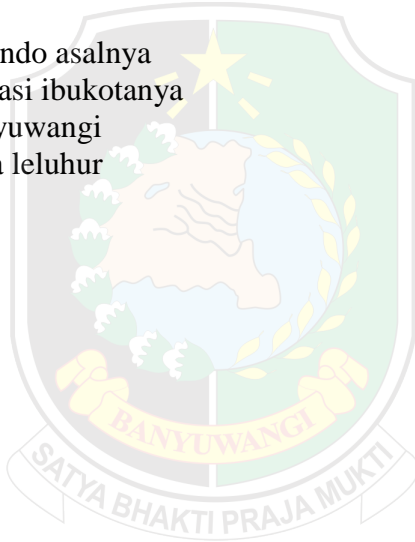 ndo asalnya
asi ibukotanya
yuwangi
a leluhur
BANYUWANGI
SATYA BHAKTI PRAJA MUKTI